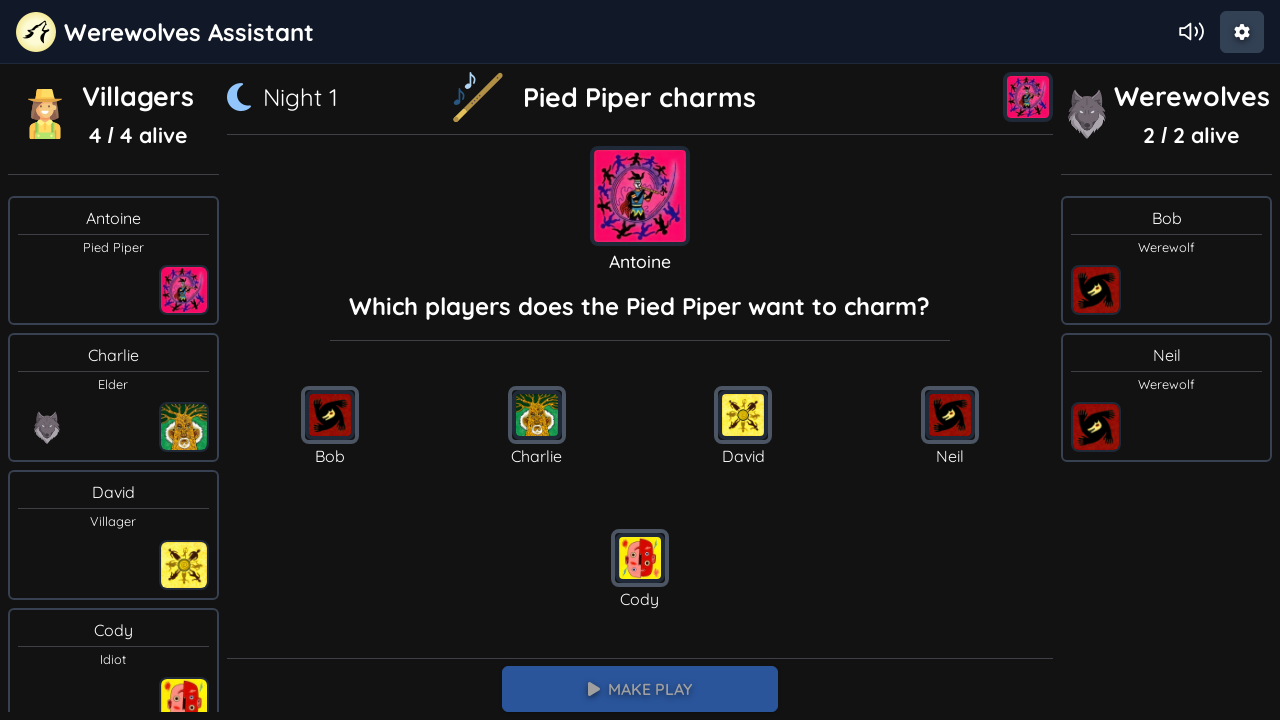 Werewolves Assistant
Villagers
4 / 4 alive
Night 1
Pied Piper charms
Werewolves
2 / 2 alive
Antoine
Pied Piper
Charlie
Elder
David
Villager
Cody
Idiot
Antoine
Which players does the Pied Piper want to charm?
Bob
Charlie
David
Neil
Cody
MAKE PLAY
Bob
Werewolf
Neil
Werewolf